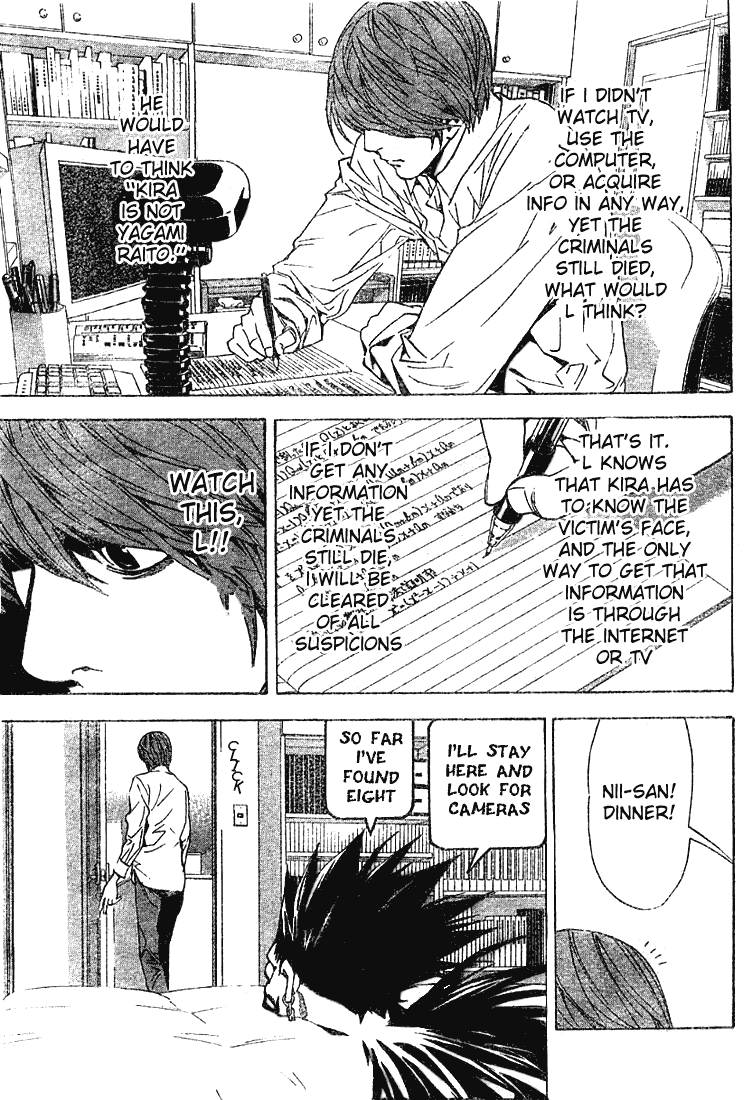 IF I DIDN'T
WATCH TV,
USE THE
COMPUTER,
OR ACQUIRE
INFO IN ANY WAY,
YET THE
CRIMINALS
STILL DIED,
WHAT WOULD
L THINK?
HE
WOULD
HAVE
TO THINK
"KIRA
IS NOT
YAGAMI
RAITO."
THAT'S IT.
L KNOWS
THAT KIRA HAS
TO KNOW THE
VICTIM'S FACE,
AND THE ONLY
WAY TO GET THAT
INFORMATION
IS THROUGH
THE INTERNET
OR TV
IF I DON'T
GET ANY
INFORMATION
YET THE
CRIMINALS
STILL DIE,
I WILL BE
CLEARED
OF ALL
SUSPICIONS
WATCH
THIS,
L!!
NII-SAN!
DINNER!
I'LL STAY
HERE AND
LOOK FOR
CAMERAS
SO FAR
I'VE
FOUND
EIGHT
CLICK